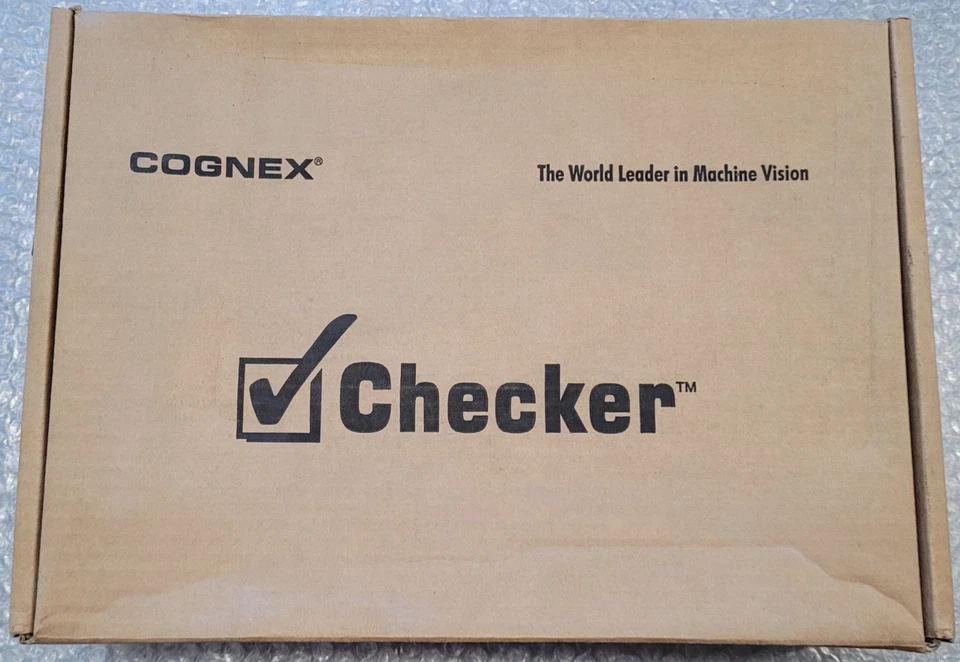 COGNEX®
The World Leader in Machine Vision
Checker™